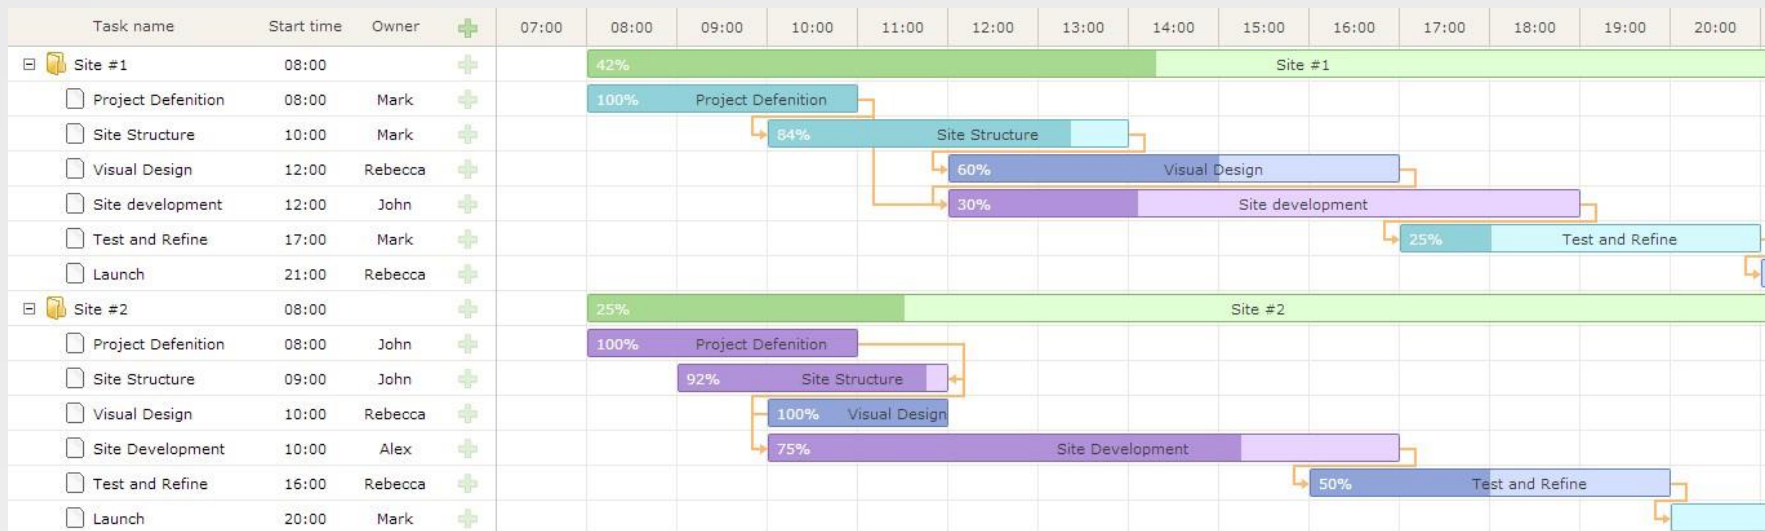 Task name Start time Owner 07:00 08:00 09:00 10:00 11:00 12:00 13:00 14:00 15:00 16:00 17:00 18:00 19:00 20:00
Site #1 08:00 42% Site #1
Project Defenition 08:00 Mark 100% Project Defenition
Site Structure 10:00 Mark 84% Site Structure
Visual Design 12:00 Rebecca 60% Visual Design
Site development 12:00 John 30% Site development
Test and Refine 17:00 Mark 25% Test and Refine
Launch 21:00 Rebecca
Site #2 08:00 25% Site #2
Project Defenition 08:00 John 100% Project Defenition
Site Structure 09:00 John 92% Site Structure
Visual Design 10:00 Rebecca 100% Visual Design
Site Development 10:00 Alex 75% Site Development
Test and Refine 16:00 Rebecca 50% Test and Refine
Launch 20:00 Mark